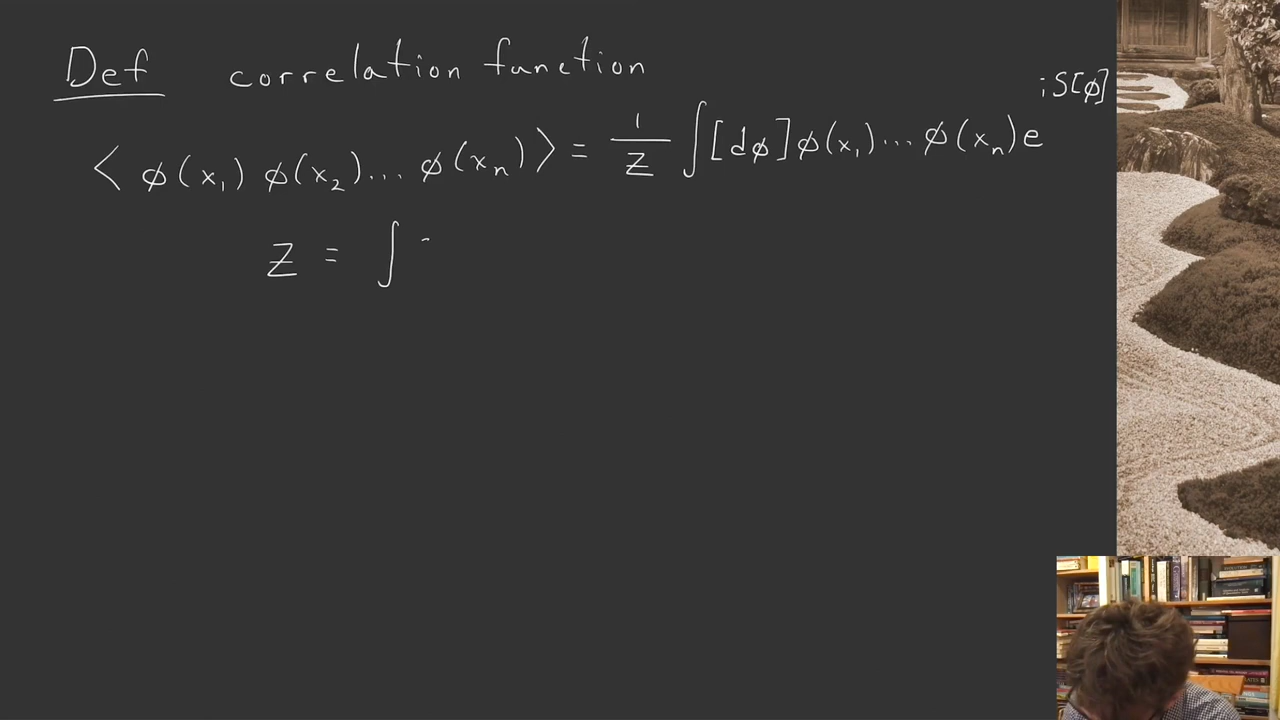 Def correlation function
<φ(x₁) φ(x₂)... φ(xₙ)> = 1/Z ∫[dφ]φ(x₁)... φ(xₙ)e^{iS[φ]}
Z = ∫